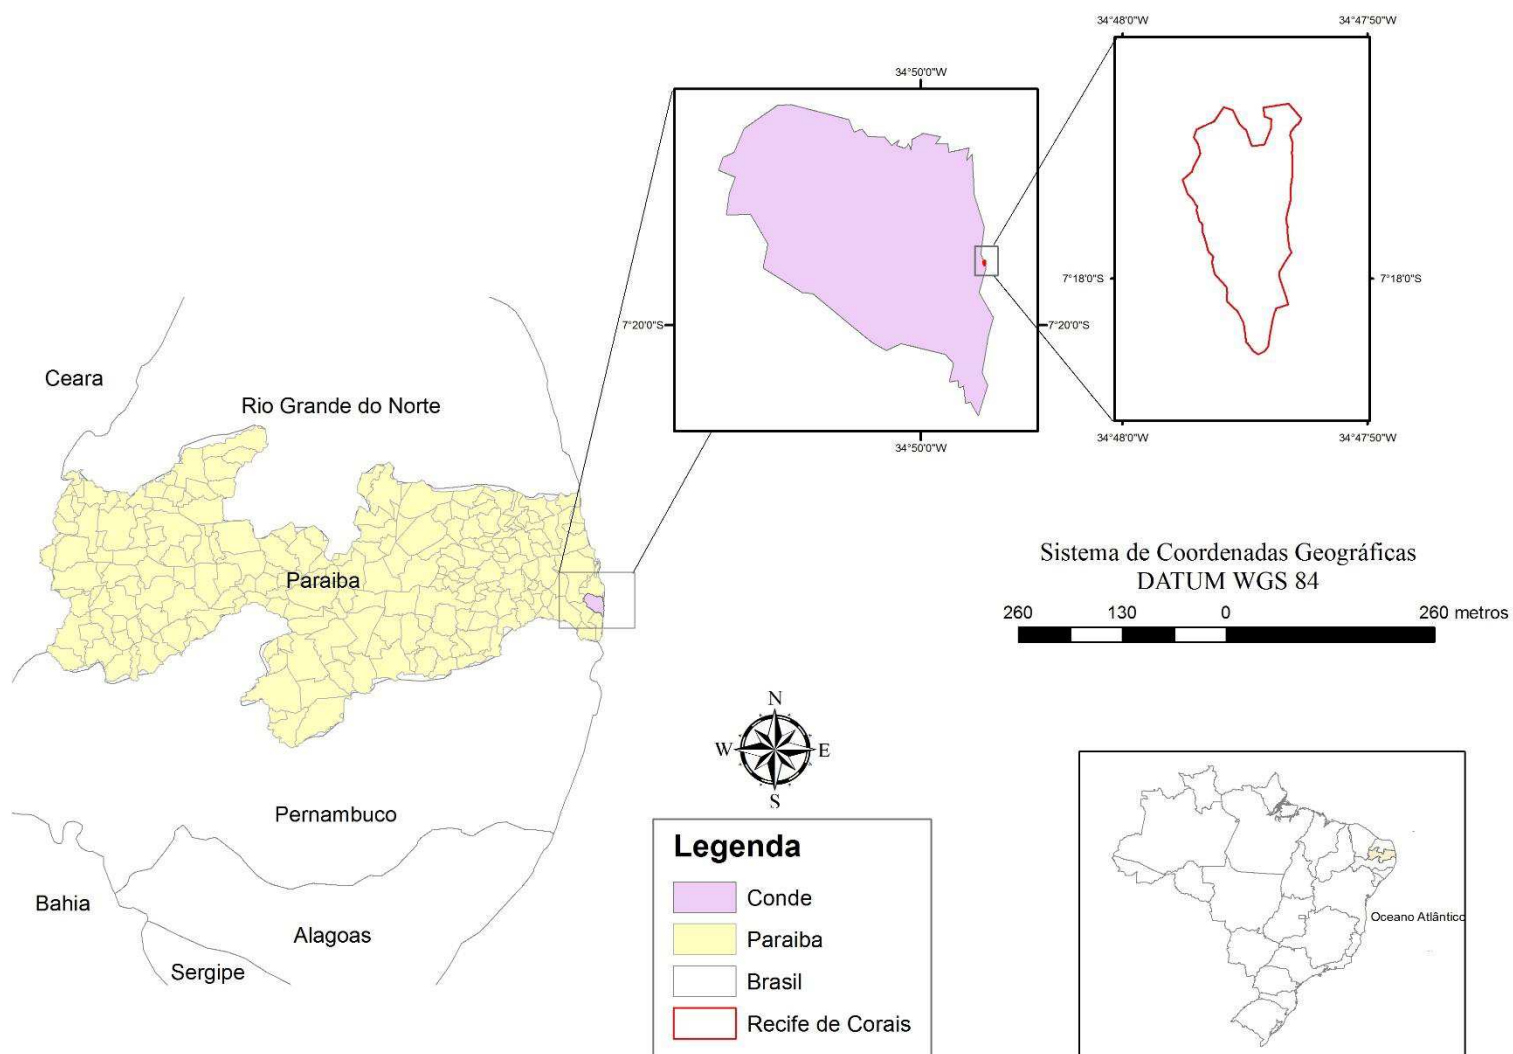 34°48'0"W
34°47'50"W
34°50'0"W
7°18'0"S
7°18'0"S
7°20'0"S
7°20'0"S
34°50'0"W
34°48'0"W
34°47'50"W
Ceara
Rio Grande do Norte
Paraiba
Pernambuco
Bahia
Alagoas
Sergipe
Sistema de Coordenadas Geográficas
DATUM WGS 84
260 130 0 260 metros
N
W E
S
Legenda
Conde
Paraiba
Brasil
Recife de Corais
Oceano Atlântico